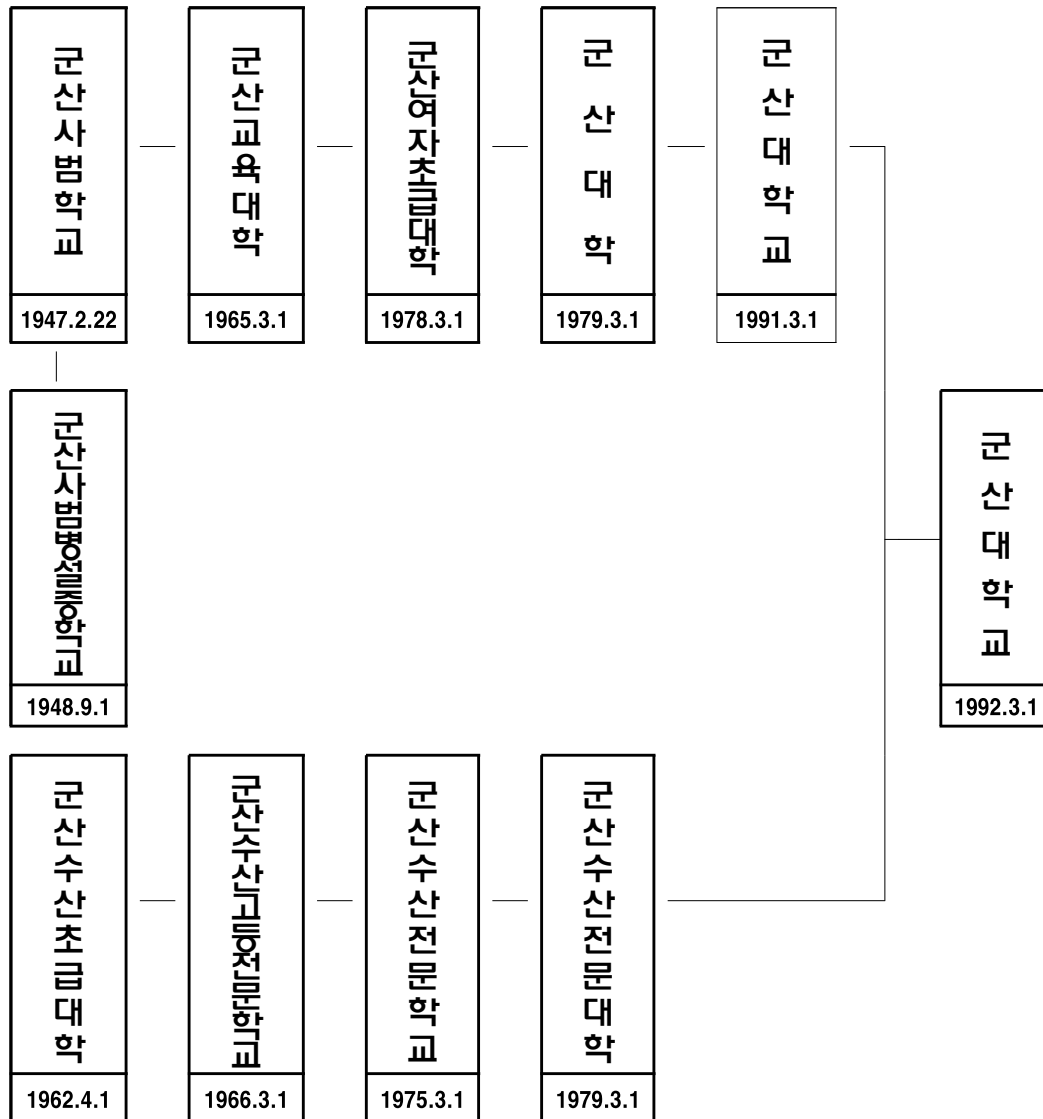 군산사범학교
1947.2.22
군산교육대학
1965.3.1
군산여자초급대학
1978.3.1
군산대학
1979.3.1
군산대학교
1991.3.1
군산사범병설중학교
1948.9.1
군산대학교
1992.3.1
군산수산초급대학
1962.4.1
군산수산고등전문학교
1966.3.1
군산수산전문학교
1975.3.1
군산수산전문대학
1979.3.1